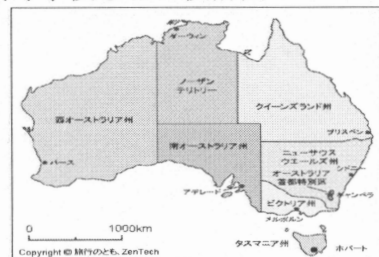 ダーウィン
ノーザン
テリトリー
クイーンズランド州
西オーストラリア州
ブリスベン
南オーストラリア州
ニューサウス
ウエールズ州
シドニー
パース
オーストラリア
首都特別区
アデレード
キャンベラ
ビクトリア州
メルボルン
0 1000km
タスマニア州
ホバート
Copyright © 旅行のとも、ZenTech